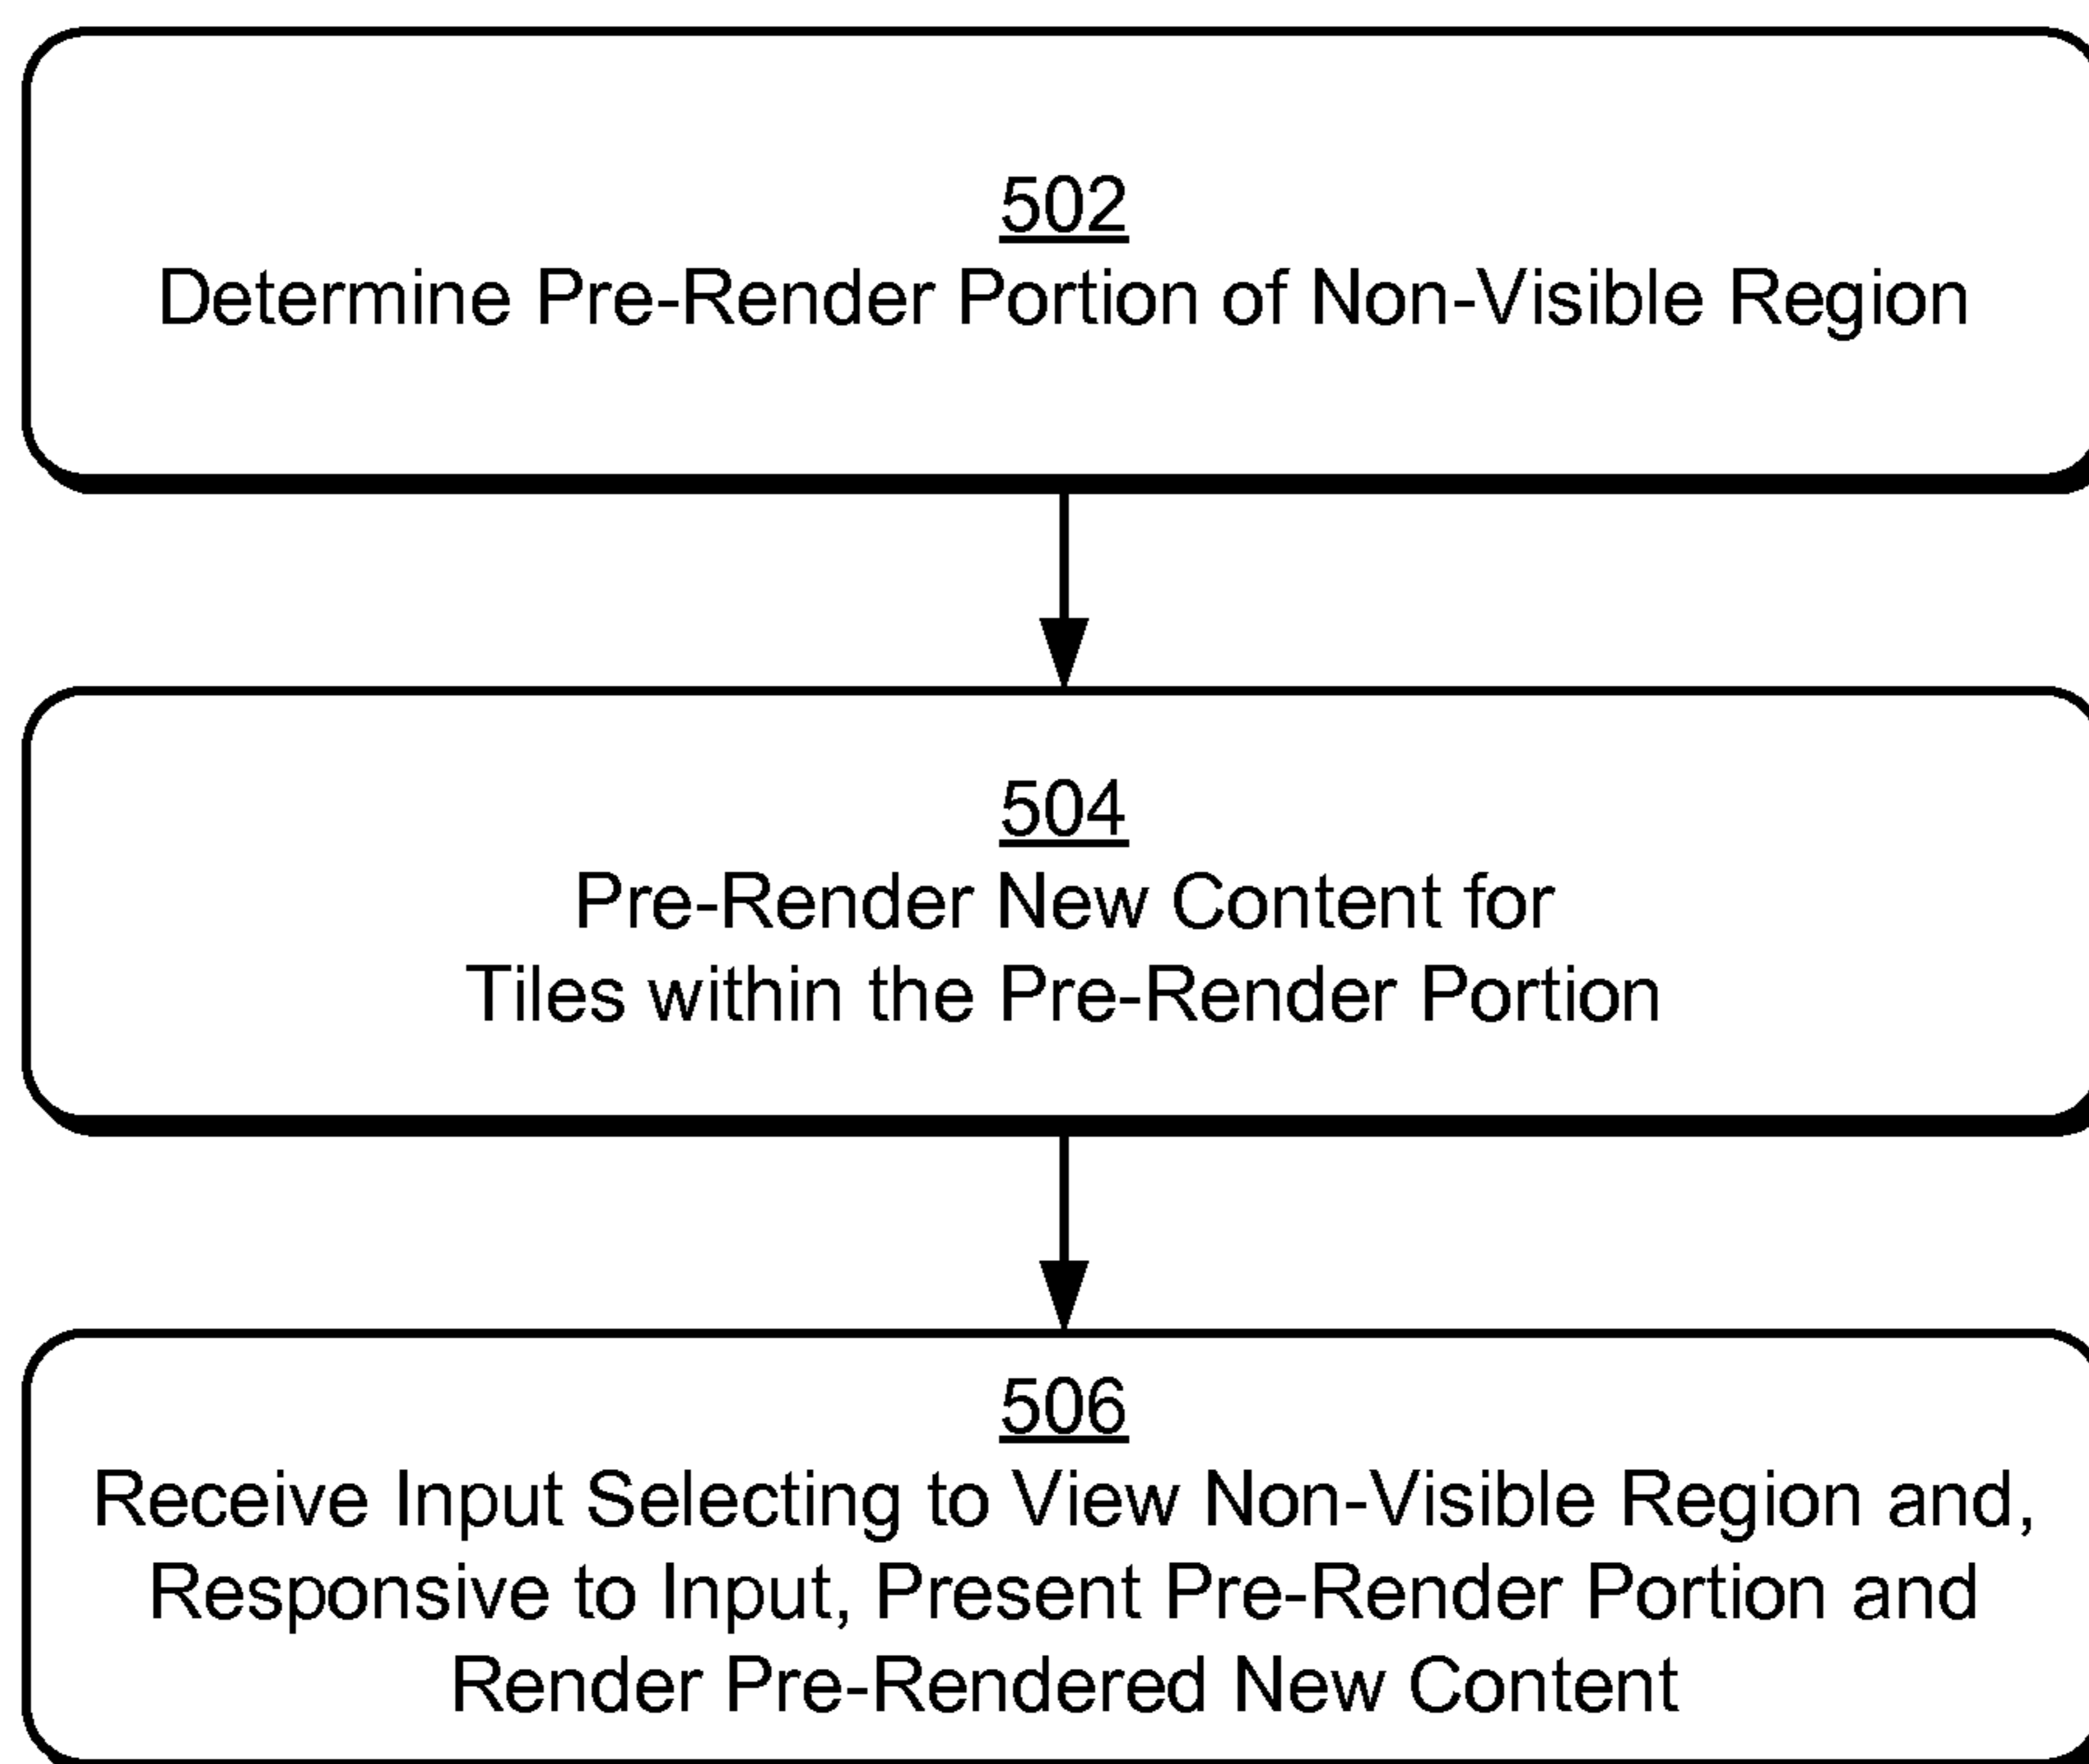 502
Determine Pre-Render Portion of Non-Visible Region
504
Pre-Render New Content for
Tiles within the Pre-Render Portion
506
Receive Input Selecting to View Non-Visible Region and,
Responsive to Input, Present Pre-Render Portion and
Render Pre-Rendered New Content